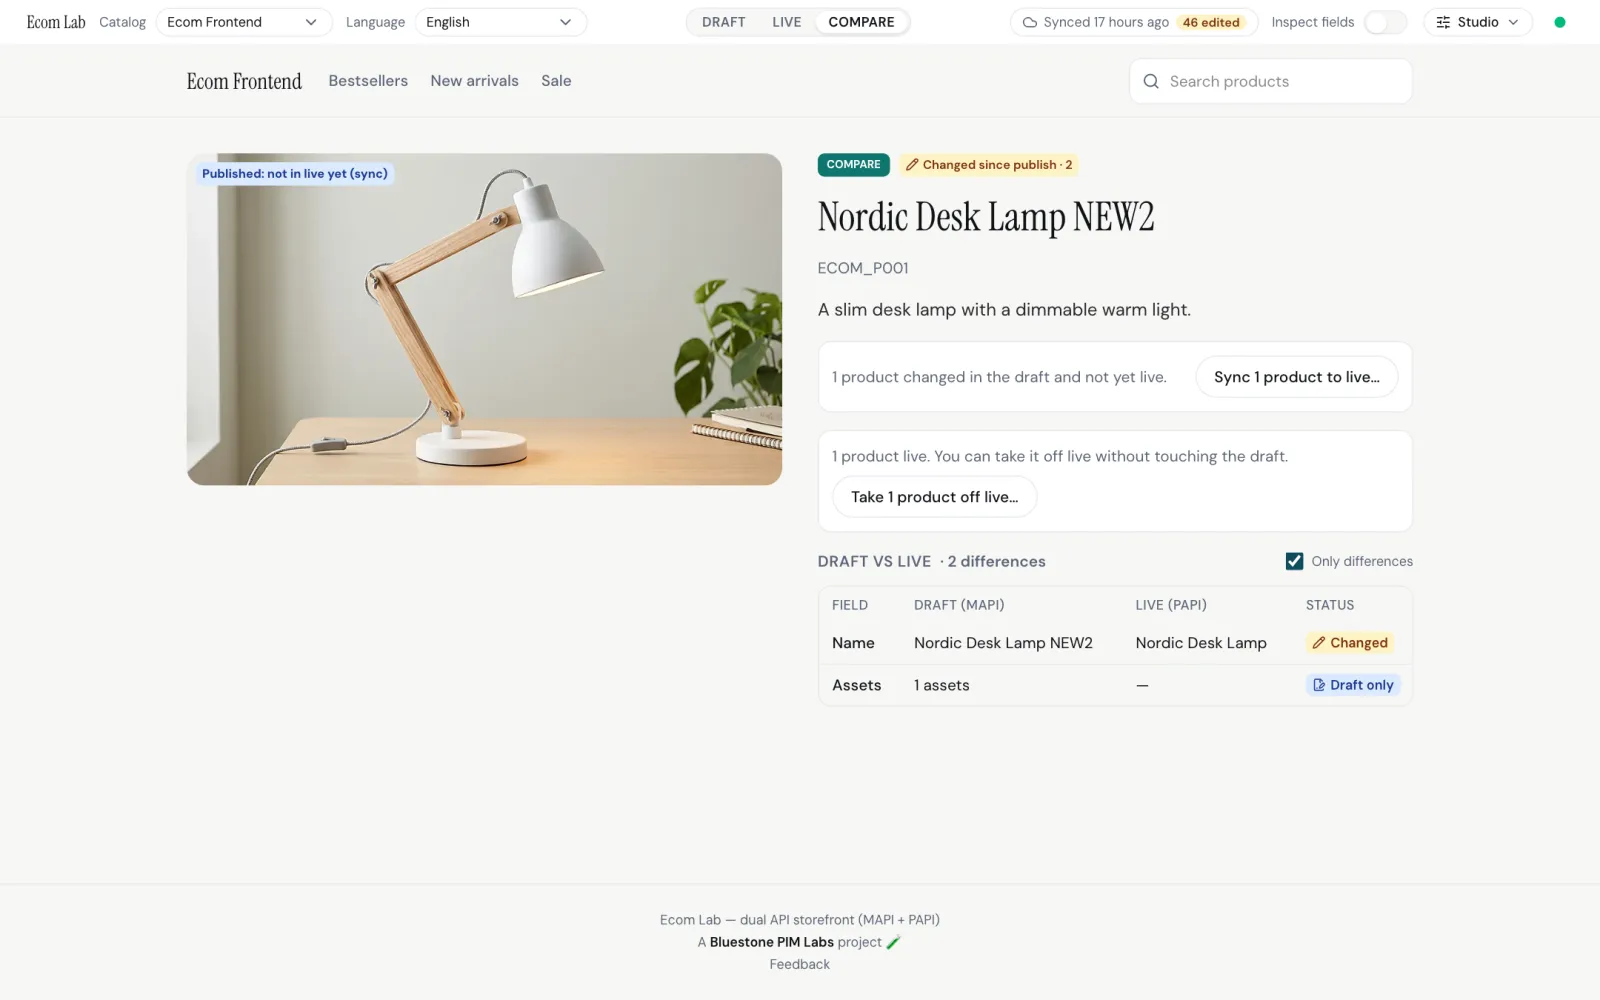 Ecom Lab Catalog Ecom Frontend Language English DRAFT LIVE COMPARE Synced 17 hours ago 46 edited Inspect fields Studio
Ecom Frontend Bestsellers New arrivals Sale Search products
Published: not in live yet (sync)
COMPARE Changed since publish · 2
Nordic Desk Lamp NEW2
ECOM_P001
A slim desk lamp with a dimmable warm light.
1 product changed in the draft and not yet live. Sync 1 product to live...
1 product live. You can take it off live without touching the draft.
Take 1 product off live...
DRAFT VS LIVE · 2 differences Only differences
FIELD DRAFT (MAPI) LIVE (PAPI) STATUS
Name Nordic Desk Lamp NEW2 Nordic Desk Lamp Changed
Assets 1 assets — Draft only
Ecom Lab — dual API storefront (MAPI + PAPI)
A Bluestone PIM Labs project
Feedback